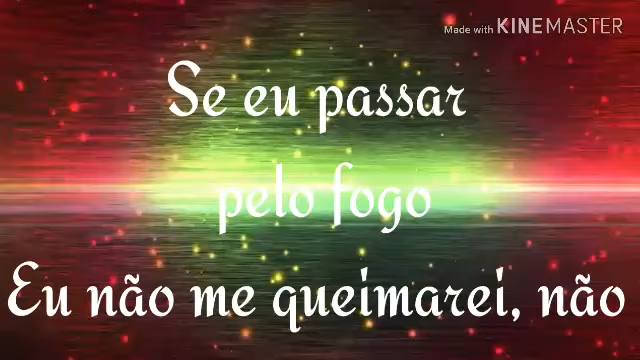 Made with KINEMASTER
Se eu passar
pelo fogo
Eu não me queimarei, não